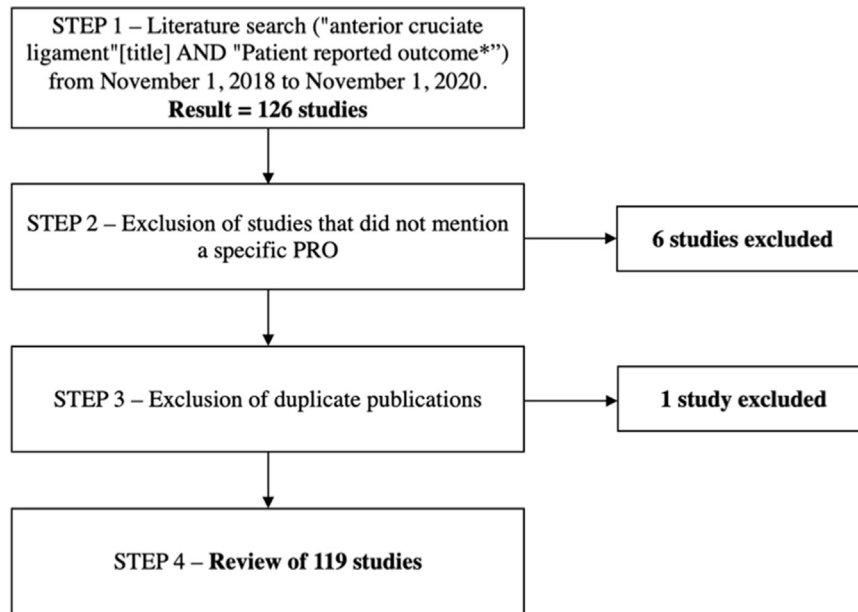 STEP 1 – Literature search ("anterior cruciate
ligament"[title] AND "Patient reported outcome*”)
from November 1, 2018 to November 1, 2020.
Result = 126 studies
STEP 2 – Exclusion of studies that did not mention
a specific PRO
6 studies excluded
STEP 3 – Exclusion of duplicate publications
1 study excluded
STEP 4 – Review of 119 studies